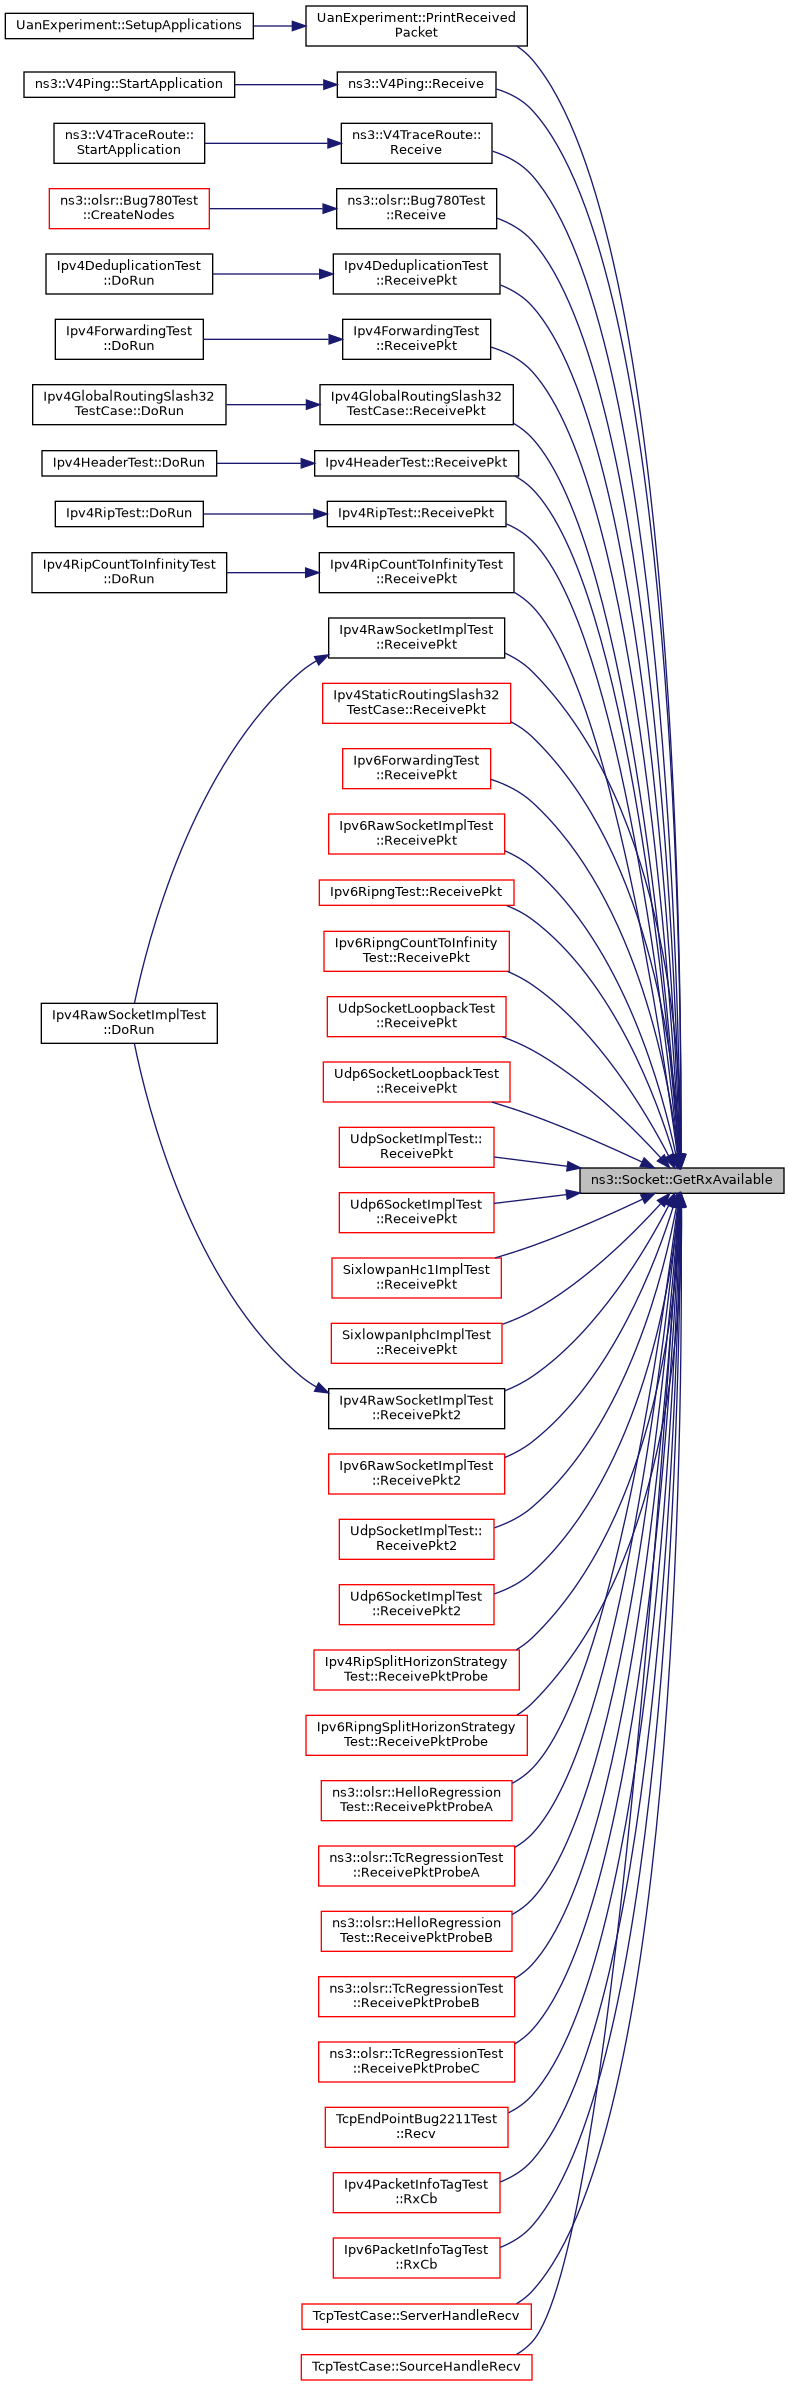 UanExperiment::SetupApplications
UanExperiment::PrintReceived
Packet
ns3::V4Ping::StartApplication
ns3::V4Ping::Receive
ns3::V4TraceRoute::
StartApplication
ns3::V4TraceRoute::
Receive
ns3::olsr::Bug780Test
::CreateNodes
ns3::olsr::Bug780Test
::Receive
Ipv4DeduplicationTest
::DoRun
Ipv4DeduplicationTest
::ReceivePkt
Ipv4ForwardingTest
::DoRun
Ipv4ForwardingTest
::ReceivePkt
Ipv4GlobalRoutingSlash32
TestCase::DoRun
Ipv4GlobalRoutingSlash32
TestCase::ReceivePkt
Ipv4HeaderTest::DoRun
Ipv4HeaderTest::ReceivePkt
Ipv4RipTest::DoRun
Ipv4RipTest::ReceivePkt
Ipv4RipCountToInfinityTest
::DoRun
Ipv4RipCountToInfinityTest
::ReceivePkt
Ipv4RawSocketImplTest
::ReceivePkt
Ipv4StaticRoutingSlash32
TestCase::ReceivePkt
Ipv6ForwardingTest
::ReceivePkt
Ipv6RawSocketImplTest
::ReceivePkt
Ipv6RipngTest::ReceivePkt
Ipv6RipngCountToInfinity
Test::ReceivePkt
Ipv4RawSocketImplTest
::DoRun
UdpSocketLoopbackTest
::ReceivePkt
Udp6SocketLoopbackTest
::ReceivePkt
UdpSocketImplTest::
ReceivePkt
ns3::Socket::GetRxAvailable
Udp6SocketImplTest
::ReceivePkt
SixlowpanHc1ImplTest
::ReceivePkt
SixlowpanIphcImplTest
::ReceivePkt
Ipv4RawSocketImplTest
::ReceivePkt2
Ipv6RawSocketImplTest
::ReceivePkt2
UdpSocketImplTest::
ReceivePkt2
Udp6SocketImplTest
::ReceivePkt2
Ipv4RipSplitHorizonStrategy
Test::ReceivePktProbe
Ipv6RipngSplitHorizonStrategy
Test::ReceivePktProbe
ns3::olsr::HelloRegression
Test::ReceivePktProbeA
ns3::olsr::TcRegressionTest
::ReceivePktProbeA
ns3::olsr::HelloRegression
Test::ReceivePktProbeB
ns3::olsr::TcRegressionTest
::ReceivePktProbeB
ns3::olsr::TcRegressionTest
::ReceivePktProbeC
TcpEndPointBug2211Test
::Recv
Ipv4PacketInfoTagTest
::RxCb
Ipv6PacketInfoTagTest
::RxCb
TcpTestCase::ServerHandleRecv
TcpTestCase::SourceHandleRecv